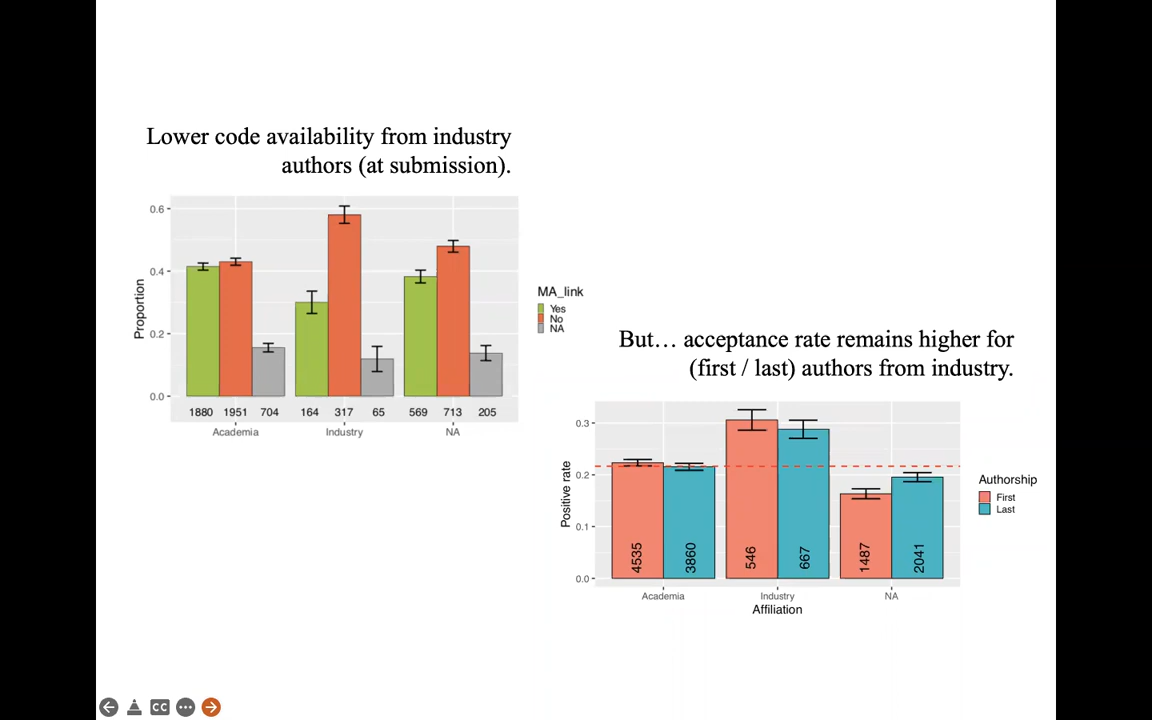 Lower code availability from industry
authors (at submission).
Proportion
0.6
0.4
0.2
0.0
1880 1951 704 164 317 65 569 713 205
Academia Industry NA
MA_link
Yes
No
NA
But… acceptance rate remains higher for
(first / last) authors from industry.
Positive rate
0.3
0.2
0.1
0.0
4535 3860 546 667 1487 2041
Academia Industry NA
Affiliation
Authorship
First
Last
CC